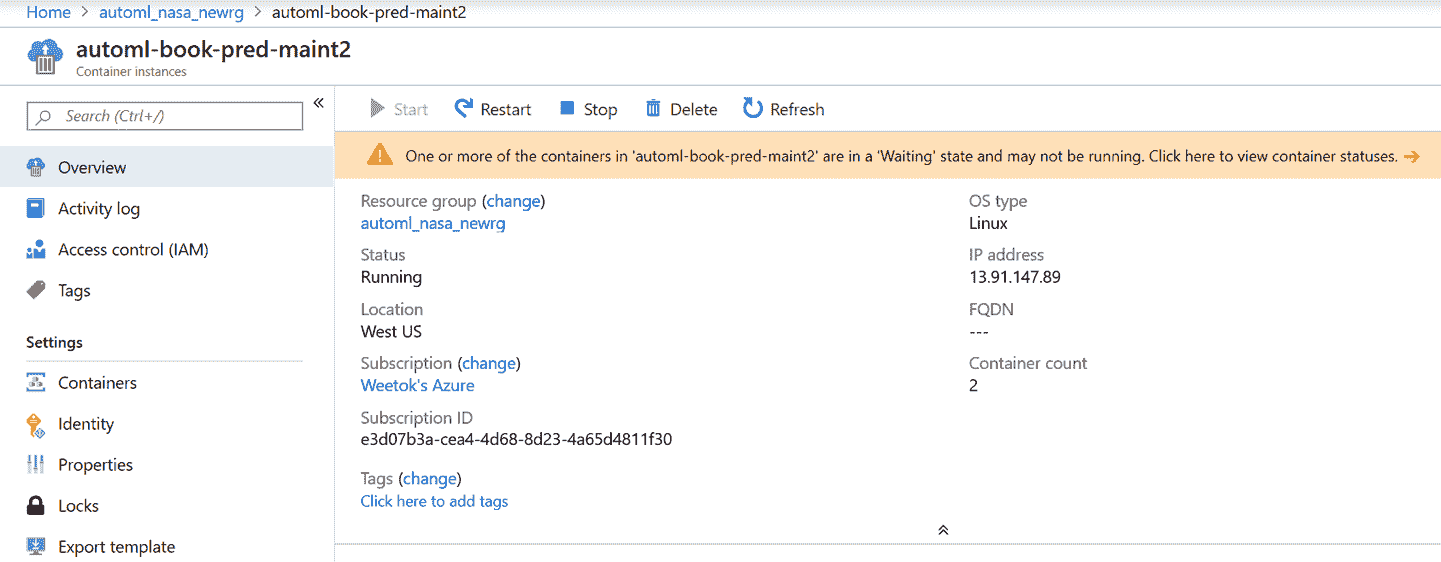 Home > automl_nasa_newrg > automl-book-pred-maint2
automl-book-pred-maint2
Container instances
Search (Ctrl+/)
«
Overview
Activity log
Access control (IAM)
Tags
Settings
Containers
Identity
Properties
Locks
Export template
Start Restart Stop Delete Refresh
One or more of the containers in 'automl-book-pred-maint2' are in a 'Waiting' state and may not be running. Click here to view container statuses. →
Resource group (change)
automl_nasa_newrg
Status
Running
Location
West US
Subscription (change)
Weetok's Azure
Subscription ID
e3d07b3a-cea4-4d68-8d23-4a65d4811f30
Tags (change)
Click here to add tags
OS type
Linux
IP address
13.91.147.89
FQDN
---
Container count
2